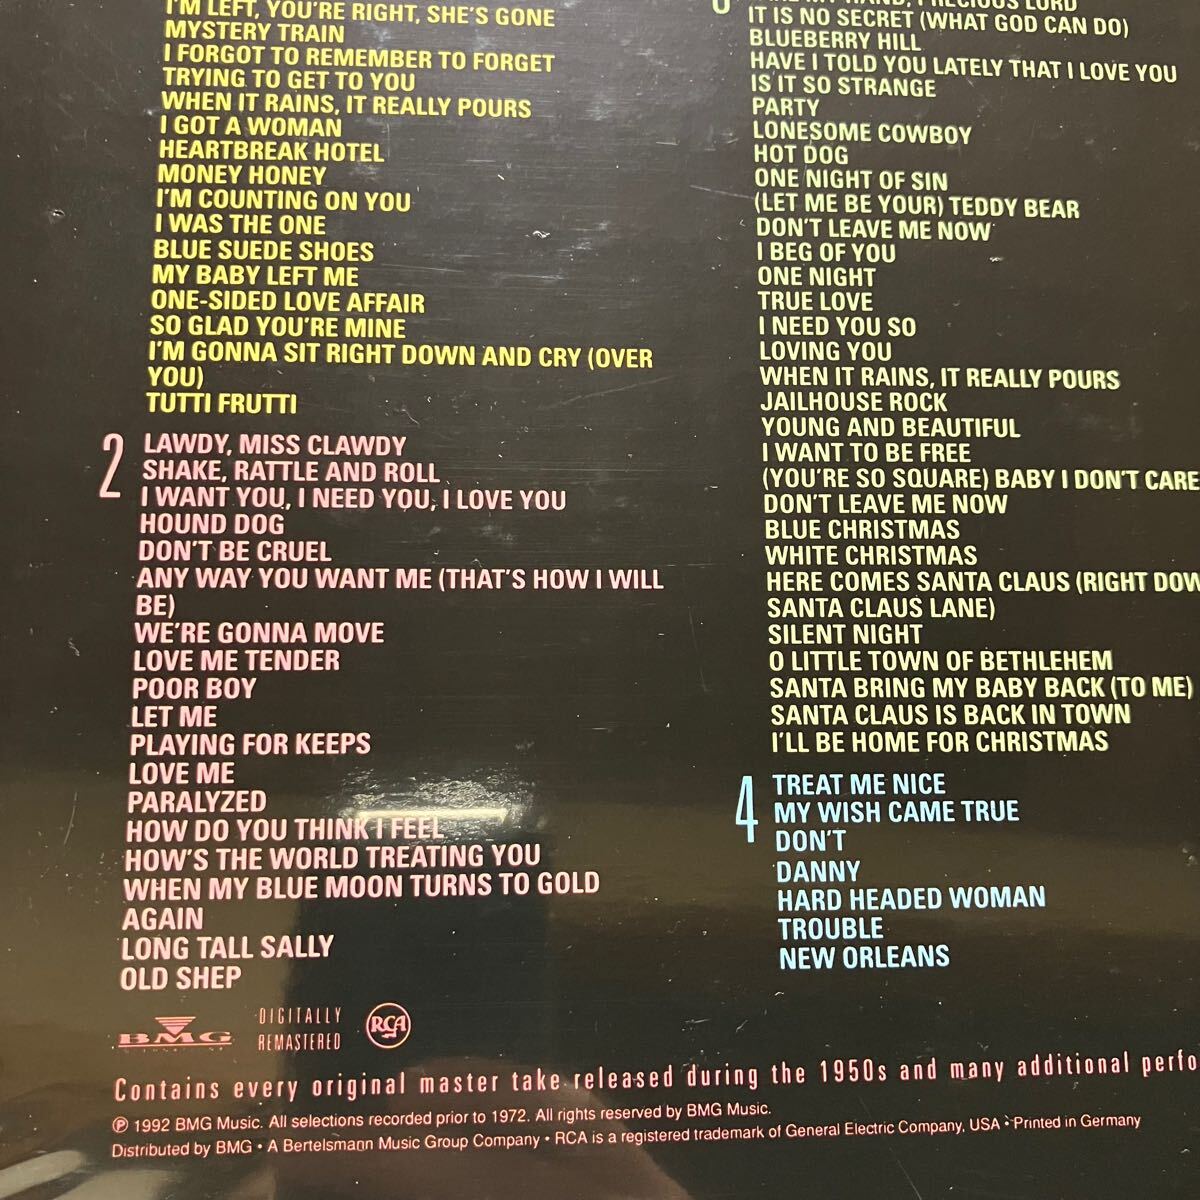 I'M LEFT, YOU'RE RIGHT, SHE'S GONE
MYSTERY TRAIN
I FORGOT TO REMEMBER TO FORGET
TRYING TO GET TO YOU
WHEN IT RAINS, IT REALLY POURS
I GOT A WOMAN
HEARTBREAK HOTEL
MONEY HONEY
I'M COUNTING ON YOU
I WAS THE ONE
BLUE SUEDE SHOES
MY BABY LEFT ME
ONE-SIDED LOVE AFFAIR
SO GLAD YOU'RE MINE
I'M GONNA SIT RIGHT DOWN AND CRY (OVER
YOU)
TUTTI FRUTTI
2 LAWDY, MISS CLAWDY
SHAKE, RATTLE AND ROLL
I WANT YOU, I NEED YOU, I LOVE YOU
HOUND DOG
DON'T BE CRUEL
ANY WAY YOU WANT ME (THAT'S HOW I WILL
BE)
WE'RE GONNA MOVE
LOVE ME TENDER
POOR BOY
LET ME
PLAYING FOR KEEPS
LOVE ME
PARALYZED
HOW DO YOU THINK I FEEL
HOW'S THE WORLD TREATING YOU
WHEN MY BLUE MOON TURNS TO GOLD
AGAIN
LONG TALL SALLY
OLD SHEP
MY HAND, PRECIOUS LORD
IT IS NO SECRET (WHAT GOD CAN DO)
BLUEBERRY HILL
HAVE I TOLD YOU LATELY THAT I LOVE YOU
IS IT SO STRANGE
PARTY
LONESOME COWBOY
HOT DOG
ONE NIGHT OF SIN
(LET ME BE YOUR) TEDDY BEAR
DON'T LEAVE ME NOW
I BEG OF YOU
ONE NIGHT
TRUE LOVE
I NEED YOU SO
LOVING YOU
WHEN IT RAINS, IT REALLY POURS
JAILHOUSE ROCK
YOUNG AND BEAUTIFUL
I WANT TO BE FREE
(YOU'RE SO SQUARE) BABY I DON'T CARE
DON'T LEAVE ME NOW
BLUE CHRISTMAS
WHITE CHRISTMAS
HERE COMES SANTA CLAUS (RIGHT DOW
SANTA CLAUS LANE)
SILENT NIGHT
O LITTLE TOWN OF BETHLEHEM
SANTA BRING MY BABY BACK (TO ME)
SANTA CLAUS IS BACK IN TOWN
I'LL BE HOME FOR CHRISTMAS
4 TREAT ME NICE
MY WISH CAME TRUE
DON'T
DANNY
HARD HEADED WOMAN
TROUBLE
NEW ORLEANS
BMG
DIGITALLY
REMASTERED
RCA
Contains every original master take released during the 1950s and many additional perfo
℗ 1992 BMG Music. All selections recorded prior to 1972. All rights reserved by BMG Music.
Distributed by BMG • A Bertelsmann Music Group Company • RCA is a registered trademark of General Electric Company, USA • Printed in Germany